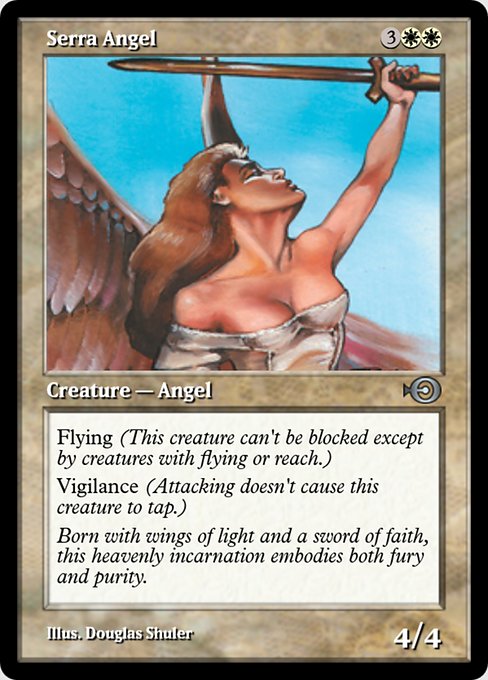 Serra Angel 3
Creature — Angel
Flying (This creature can't be blocked except
by creatures with flying or reach.)
Vigilance (Attacking doesn't cause this
creature to tap.)
Born with wings of light and a sword of faith,
this heavenly incarnation embodies both fury
and purity.
Illus. Douglas Shuler
4/4